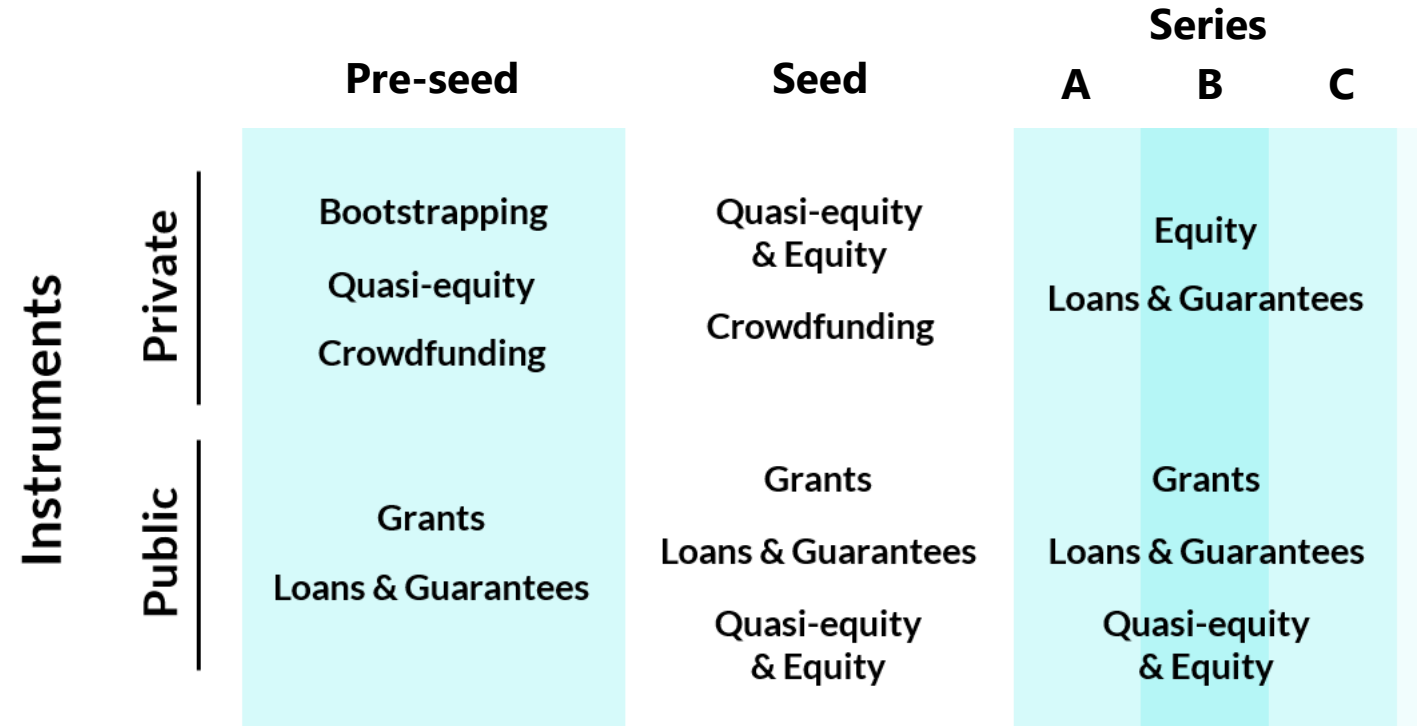 Series
Pre-seed Seed A B C
Instruments
Private
Bootstrapping
Quasi-equity
Crowdfunding
Quasi-equity
& Equity
Crowdfunding
Equity
Loans & Guarantees
Public
Grants
Loans & Guarantees
Grants
Loans & Guarantees
Quasi-equity
& Equity
Grants
Loans & Guarantees
Quasi-equity
& Equity